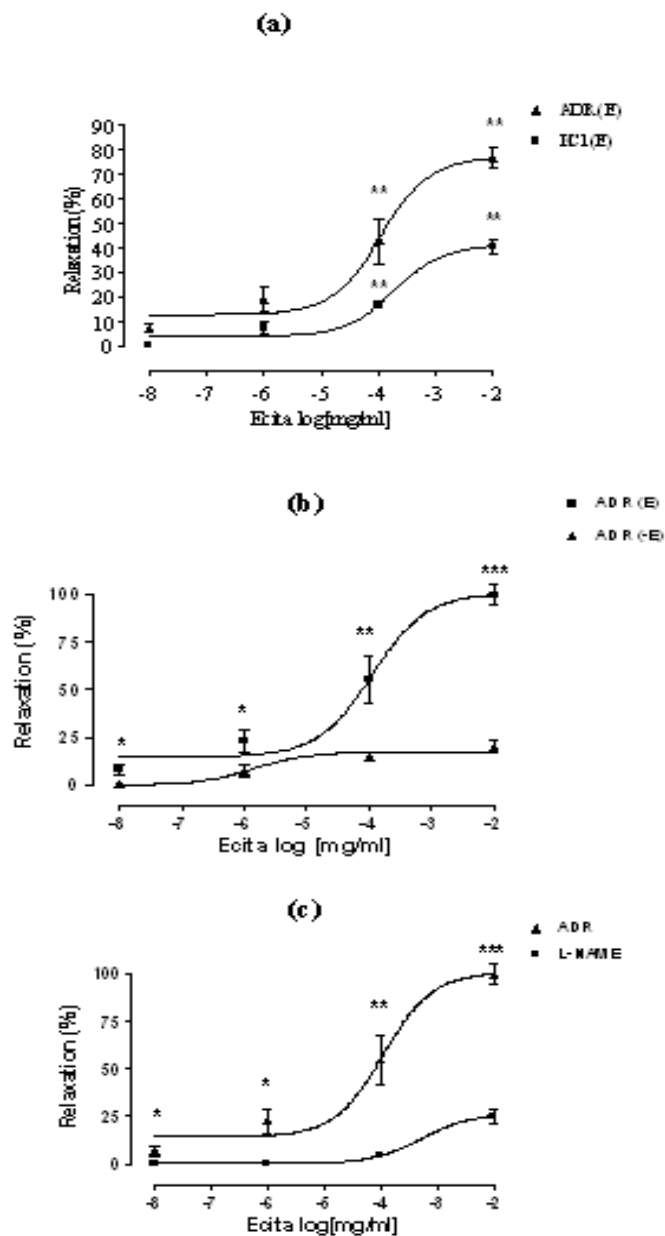 (a)
ADR(E)
KCl(E)
** **
** **
90
80
70
60
50
40
30
20
10
0
Relaxation(%)
-8 -7 -6 -5 -4 -3 -2
Ecita log[mg/ml]
(b)
ADR (E)
ADR (-E)
* * ** ***
100
75
50
25
0
Relaxation (%)
-8 -7 -6 -5 -4 -3 -2
Ecita log [mg/ml]
(c)
ADR
L-NAME
* * ** ***
100
75
50
25
0
Relaxation (%)
-8 -7 -6 -5 -4 -3 -2
Ecita log[mg/ml]